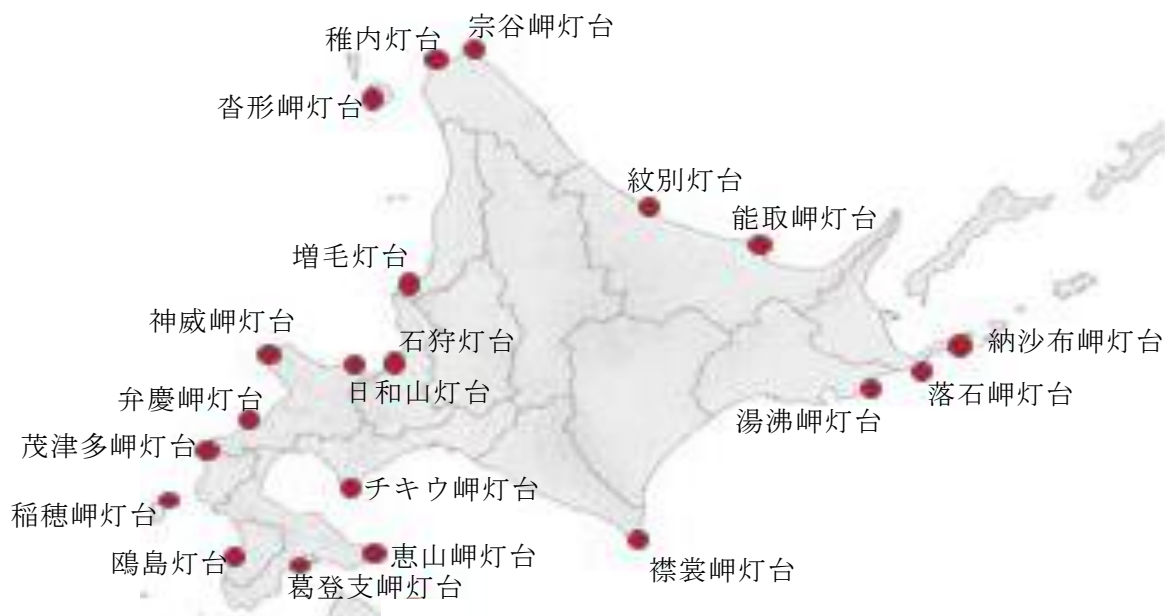 宗谷岬灯台
稚内灯台
沓形岬灯台
紋別灯台
能取岬灯台
増毛灯台
神威岬灯台
石狩灯台
納沙布岬灯台
日和山灯台
落石岬灯台
弁慶岬灯台
湯沸岬灯台
茂津多岬灯台
チキウ岬灯台
稲穂岬灯台
鴎島灯台
恵山岬灯台
葛登支岬灯台
襟裳岬灯台